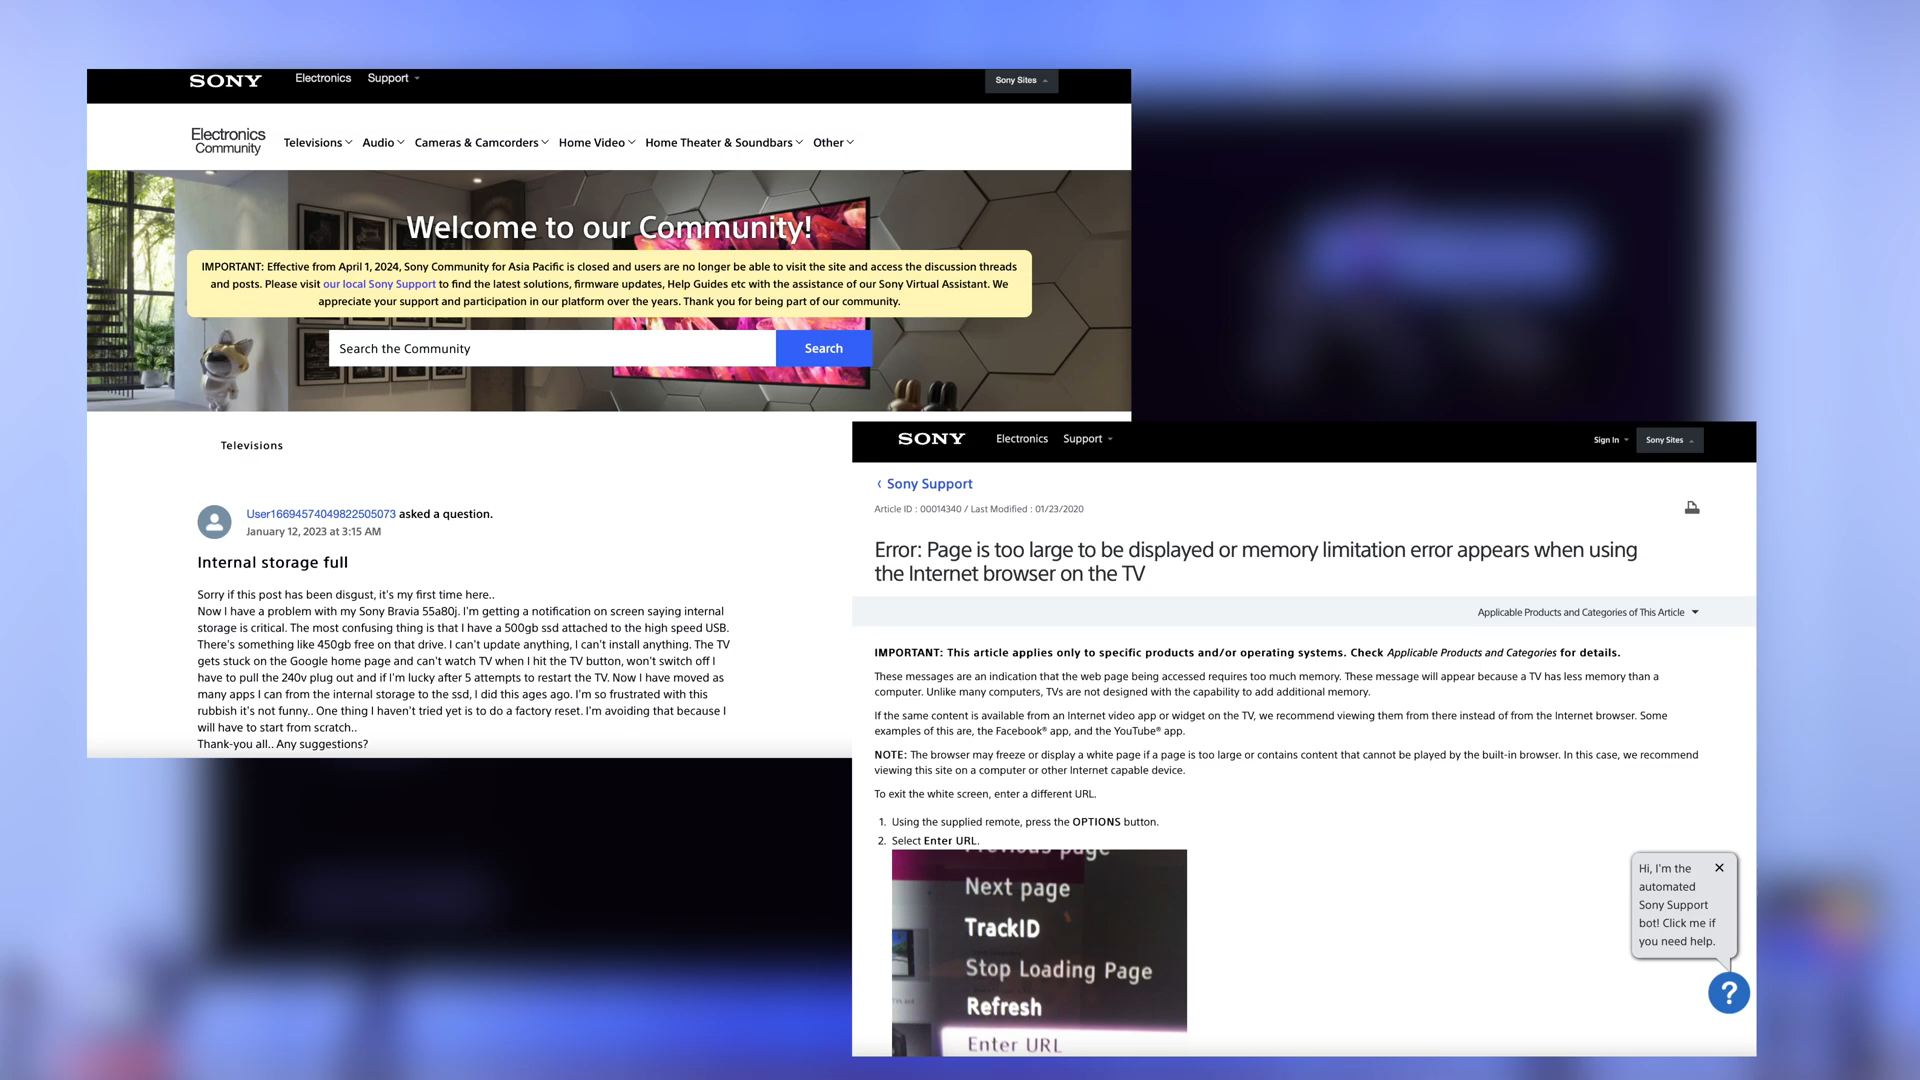 SONY Electronics Support Sony Sites
Electronics
Community
Televisions Audio Cameras & Camcorders Home Video Home Theater & Soundbars Other
Welcome to our Community!
IMPORTANT: Effective from April 1, 2024, Sony Community for Asia Pacific is closed and users are no longer be able to visit the site and access the discussion threads
and posts. Please visit our local Sony Support to find the latest solutions, firmware updates, Help Guides etc with the assistance of our Sony Virtual Assistant. We
appreciate your support and participation in our platform over the years. Thank you for being part of our community.
Search the Community Search
Televisions
User16694574049822505073 asked a question.
January 12, 2023 at 3:15 AM
Internal storage full
Sorry if this post has been disgust, it's my first time here..
Now I have a problem with my Sony Bravia 55a80j. I'm getting a notification on screen saying internal
storage is critical. The most confusing thing is that I have a 500gb ssd attached to the high speed USB.
There's something like 450gb free on that drive. I can't update anything, I can't install anything. The TV
gets stuck on the Google home page and can't watch TV when I hit the TV button, won't switch off I
have to pull the 240v plug out and if I'm lucky after 5 attempts to restart the TV. Now I have moved as
many apps I can from the internal storage to the ssd, I did this ages ago. I'm so frustrated with this
rubbish it's not funny.. One thing I haven't tried yet is to do a factory reset. I'm avoiding that because I
will have to start from scratch..
Thank-you all.. Any suggestions?
SONY Electronics Support Sign In Sony Sites
Sony Support
Article ID : 00014340 / Last Modified : 01/23/2020
Error: Page is too large to be displayed or memory limitation error appears when using
the Internet browser on the TV
Applicable Products and Categories of This Article
IMPORTANT: This article applies only to specific products and/or operating systems. Check Applicable Products and Categories for details.
These messages are an indication that the web page being accessed requires too much memory. These message will appear because a TV has less memory than a
computer. Unlike many computers, TVs are not designed with the capability to add additional memory.
If the same content is available from an Internet video app or widget on the TV, we recommend viewing them from there instead of from the Internet browser. Some
examples of this are, the Facebook® app, and the YouTube® app.
NOTE: The browser may freeze or display a white page if a page is too large or contains content that cannot be played by the built-in browser. In this case, we recommend
viewing this site on a computer or other Internet capable device.
To exit the white screen, enter a different URL.
1. Using the supplied remote, press the OPTIONS button.
2. Select Enter URL.
Previous page
Next page
TrackID
Stop Loading Page
Refresh
Enter URL
Hi, I'm the
automated
Sony Support
bot! Click me if
you need help.
?